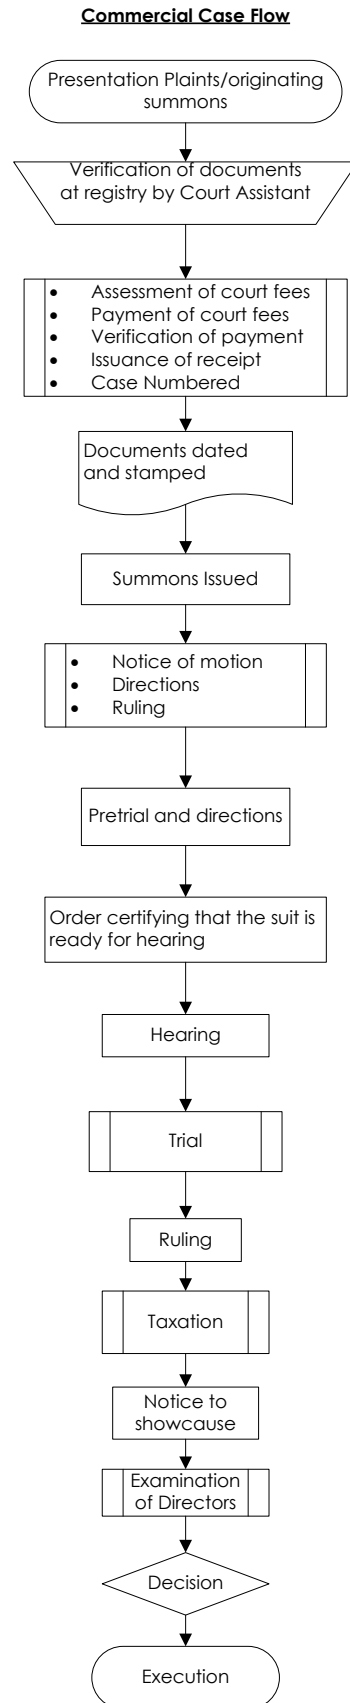 Commercial Case Flow
Presentation Plaints/originating
summons
Verification of documents
at registry by Court Assistant
• Assessment of court fees
• Payment of court fees
• Verification of payment
• Issuance of receipt
• Case Numbered
Documents dated
and stamped
Summons Issued
• Notice of motion
• Directions
• Ruling
Pretrial and directions
Order certifying that the suit is
ready for hearing
Hearing
Trial
Ruling
Taxation
Notice to
showcause
Examination
of Directors
Decision
Execution